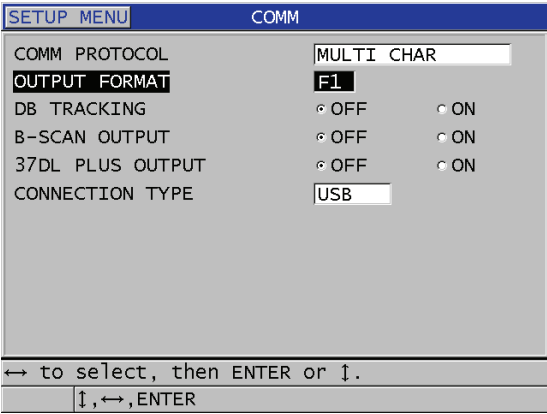 SETUP MENU COMM
COMM PROTOCOL MULTI CHAR
OUTPUT FORMAT F1
DB TRACKING OFF ON
B-SCAN OUTPUT OFF ON
37DL PLUS OUTPUT OFF ON
CONNECTION TYPE USB
↔ to select, then ENTER or ↕.
↕,↔,ENTER